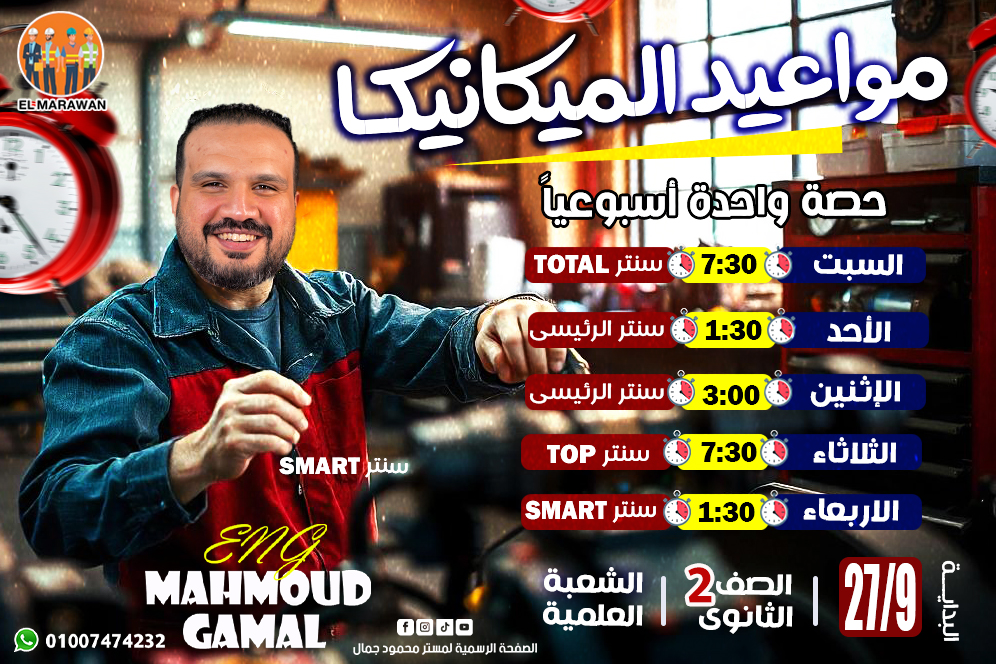 EL MARAWAN
مواعيد الميكانيكا
حصة واحدة أسبوعياً
السبت 7:30 سنتر TOTAL
الأحد 1:30 سنتر الرئيسى
الإثنين 3:00 سنتر الرئيسى
الثلاثاء 7:30 سنتر TOP
الاربعاء 1:30 سنتر SMART
سنتر SMART
ENG
MAHMOUD
GAMAL
البدايـــة 27/9 | الصف 2 الثانوى | الشعبة العلمية
01007474232
الصفحة الرسمية لمستر محمود جمال